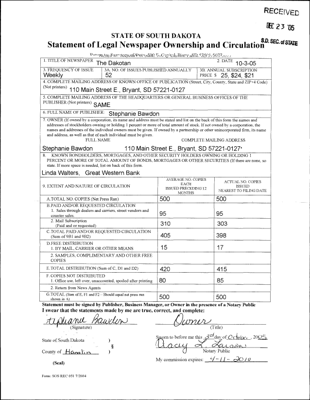 RECEIVED
DEC 23 '05
S.D. SEC. of STATE
STATE OF SOUTH DAKOTA
Statement of Legal Newspaper Ownership and Circulation
1. TITLE OF NEWSPAPER The Dakotan 2. DATE 10-3-05
3. FREQUENCY OF ISSUE Weekly 3A. NO. OF ISSUES PUBLISHED ANNUALLY 52 3B. ANNUAL SUBSCRIPTION PRICE $ 25, $24, $21
4. COMPLETE MAILING ADDRESS OF KNOWN OFFICE OF PUBLICATION (Street, City, County, State and ZIP+4 Code) (Not printers)
110 Main Street E., Bryant, SD 57221-0127
5. COMPLETE MAILING ADDRESS OF THE HEADQUARTERS OR GENERAL BUSINESS OFFICES OF THE PUBLISHER (Not printer) SAME
6. FULL NAME OF PUBLISHER: Stephanie Bawdon
7. OWNER (If owned by a corporation, its name and address must be stated and for on the back of this form the names and
addresses of stockholders owning or holding 1 percent or more of total amount of stock. If not owned by a corporation, the
names and addresses of the individual owners must be given. If owned by a partnership or other unincorporated firm, its name
and address, as well as that of each individual must be given.
FULL NAME COMPLETE MAILING ADDRESS
Stephanie Bawdon 110 Main Street E., Bryant, SD 57221-0127
8. KNOWN BONDHOLDERS, MORTGAGES, AND OTHER SECURITY HOLDERS OWNING OR HOLDING 1
PERCENT OR MORE OF TOTAL AMOUNT OF BONDS, MORTGAGES OR OTHER SECURITIES (If there are none, so state. If more space is needed, list on back of this form.
Linda Walters, Great Western Bank
9. EXTENT AND NATURE OF CIRCULATION
AVERAGE NO. COPIES EACH ISSUED PRECEDING 12 MONTHS
ACTUAL NO. COPIES ISSUED NEAREST TO FILING DATE
A. TOTAL NO. COPIES (Net Press Run) 500 500
B. PAID AND/OR REQUESTED CIRCULATION
1. Sales through dealers and carriers, street vendors and counter sales. 95 95
2. Mail Subscription (Paid and or requested) 310 303
C. TOTAL PAID AND/OR REQUESTED CIRCULATION (Sum of 9B1 and 9B2) 405 398
D. FREE DISTRIBUTION
1. BY MAIL, CARRIER OR OTHER MEANS 15 17
2. SAMPLES, COMPLIMENTARY AND OTHER FREE COPIES
E. TOTAL DISTRIBUTION (Sum of C, D1 and D2) 420 415
F. COPIES NOT DISTRIBUTED
1. Office use, left over, unaccounted, spoiled after printing 80 85
2. Return from News Agents
G. TOTAL (Sum of E, F1 and F2 - Should equal net press run shown in A) 500 500
Statement must be signed by Publisher, Business Manager, or Owner in the presence of a Notary Public
I swear that the statements made by me are true, correct, and complete:
Stephanie Bawdon Owner
(Signature) (Title)
State of South Dakota )
§
County of Hamlin )
(Seal)
Sworn to before me this 3rd day of October 2005
Tracy L. Larsen
Notary Public
My commission expires 4-11-2010
Form: SOS REC 051 7/2004